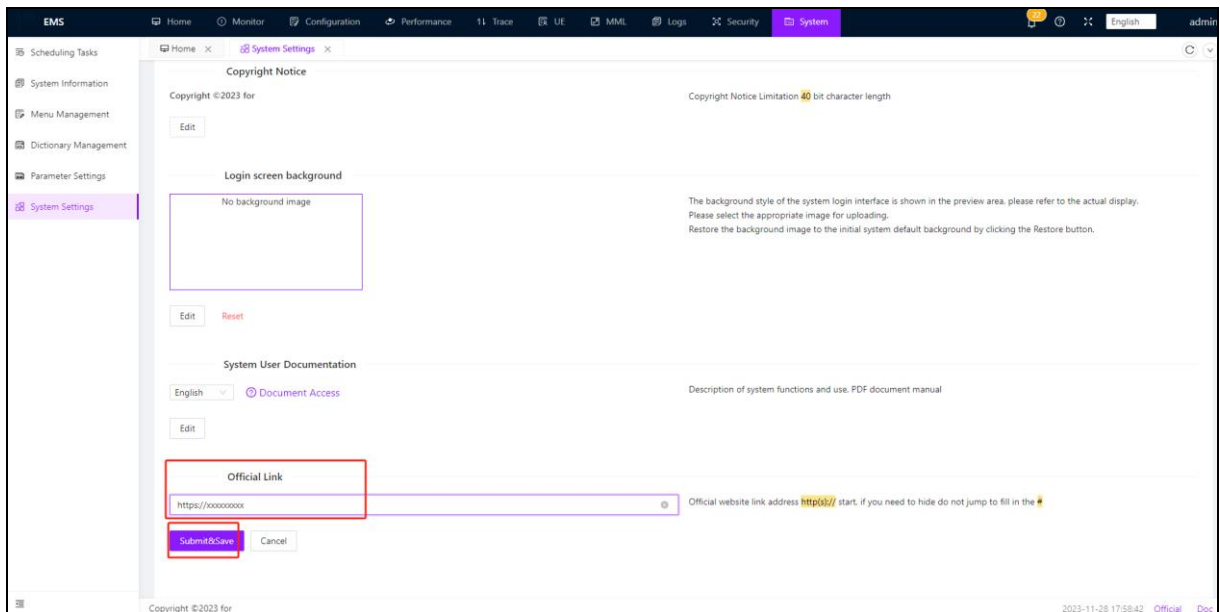 EMS Home Monitor Configuration Performance Trace UE MML Logs Security System 22 English admin
Scheduling Tasks
System Information
Menu Management
Dictionary Management
Parameter Settings
System Settings
Home System Settings
Copyright Notice
Copyright ©2023 for
Copyright Notice Limitation 40 bit character length
Edit
Login screen background
No background image
The background style of the system login interface is shown in the preview area. please refer to the actual display.
Please select the appropriate image for uploading.
Restore the background image to the initial system default background by clicking the Restore button.
Edit Reset
System User Documentation
English Document Access
Description of system functions and use. PDF document manual
Edit
Official Link
https://xxxxxxxxx
Official website link address http(s):// start. if you need to hide do not jump to fill in the #
Submit&Save Cancel
Copyright ©2023 for 2023-11-28 17:58:42 Official Doc